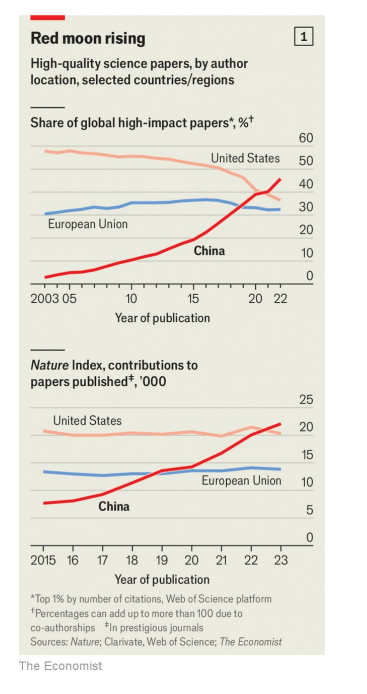 Red moon rising
1
High-quality science papers, by author
location, selected countries/regions
Share of global high-impact papers*, %†
60
United States
50
40
30
European Union
20
China
10
0
2003 05 10 15 20 22
Year of publication
Nature Index, contributions to
papers published‡, ’000
25
United States
20
15
European Union
10
China
5
0
2015 16 17 18 19 20 21 22 23
Year of publication
*Top 1% by number of citations, Web of Science platform
†Percentages can add up to more than 100 due to
co-authorships ‡In prestigious journals
Sources: Nature; Clarivate, Web of Science; The Economist
The Economist